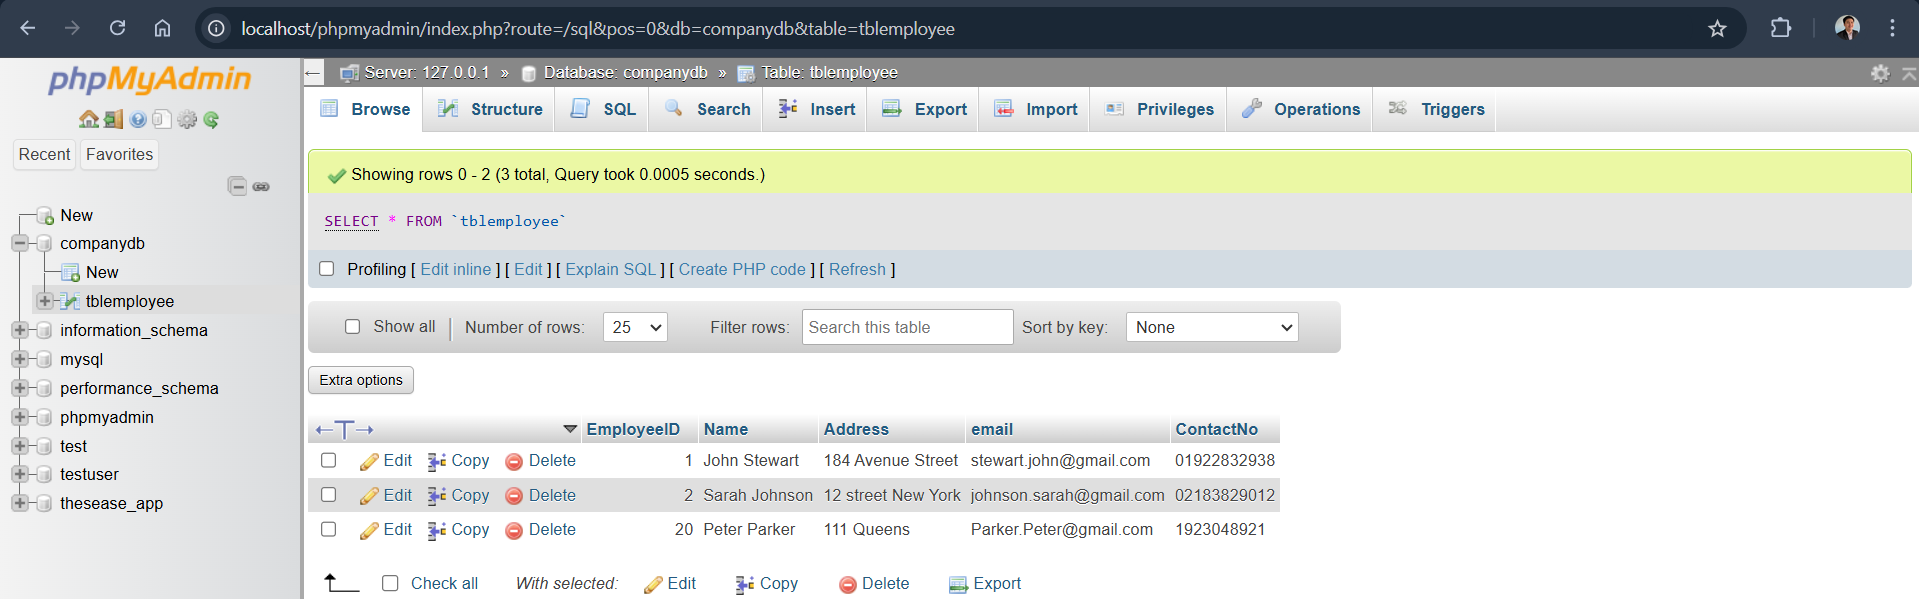 localhost/phpmyadmin/index.php?route=/sql&pos=0&db=companydb&table=tblemployee
phpMyAdmin
Recent Favorites
New
companydb
New
tblemployee
information_schema
mysql
performance_schema
phpmyadmin
test
testuser
thesease_app
Server: 127.0.0.1 » Database: companydb » Table: tblemployee
Browse Structure SQL Search Insert Export Import Privileges Operations Triggers
Showing rows 0 - 2 (3 total, Query took 0.0005 seconds.)
SELECT * FROM `tblemployee`
Profiling [ Edit inline ] [ Edit ] [ Explain SQL ] [ Create PHP code ] [ Refresh ]
Show all Number of rows: 25 Filter rows: Search this table Sort by key: None
Extra options
←T→ EmployeeID Name Address email ContactNo
Edit Copy Delete 1 John Stewart 184 Avenue Street stewart.john@gmail.com 01922832938
Edit Copy Delete 2 Sarah Johnson 12 street New York johnson.sarah@gmail.com 02183829012
Edit Copy Delete 20 Peter Parker 111 Queens Parker.Peter@gmail.com 1923048921
Check all With selected: Edit Copy Delete Export